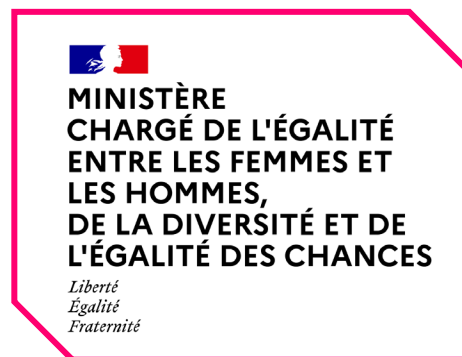 MINISTÈRE
CHARGÉ DE L'ÉGALITÉ
ENTRE LES FEMMES ET
LES HOMMES,
DE LA DIVERSITÉ ET DE
L'ÉGALITÉ DES CHANCES
Liberté
Égalité
Fraternité